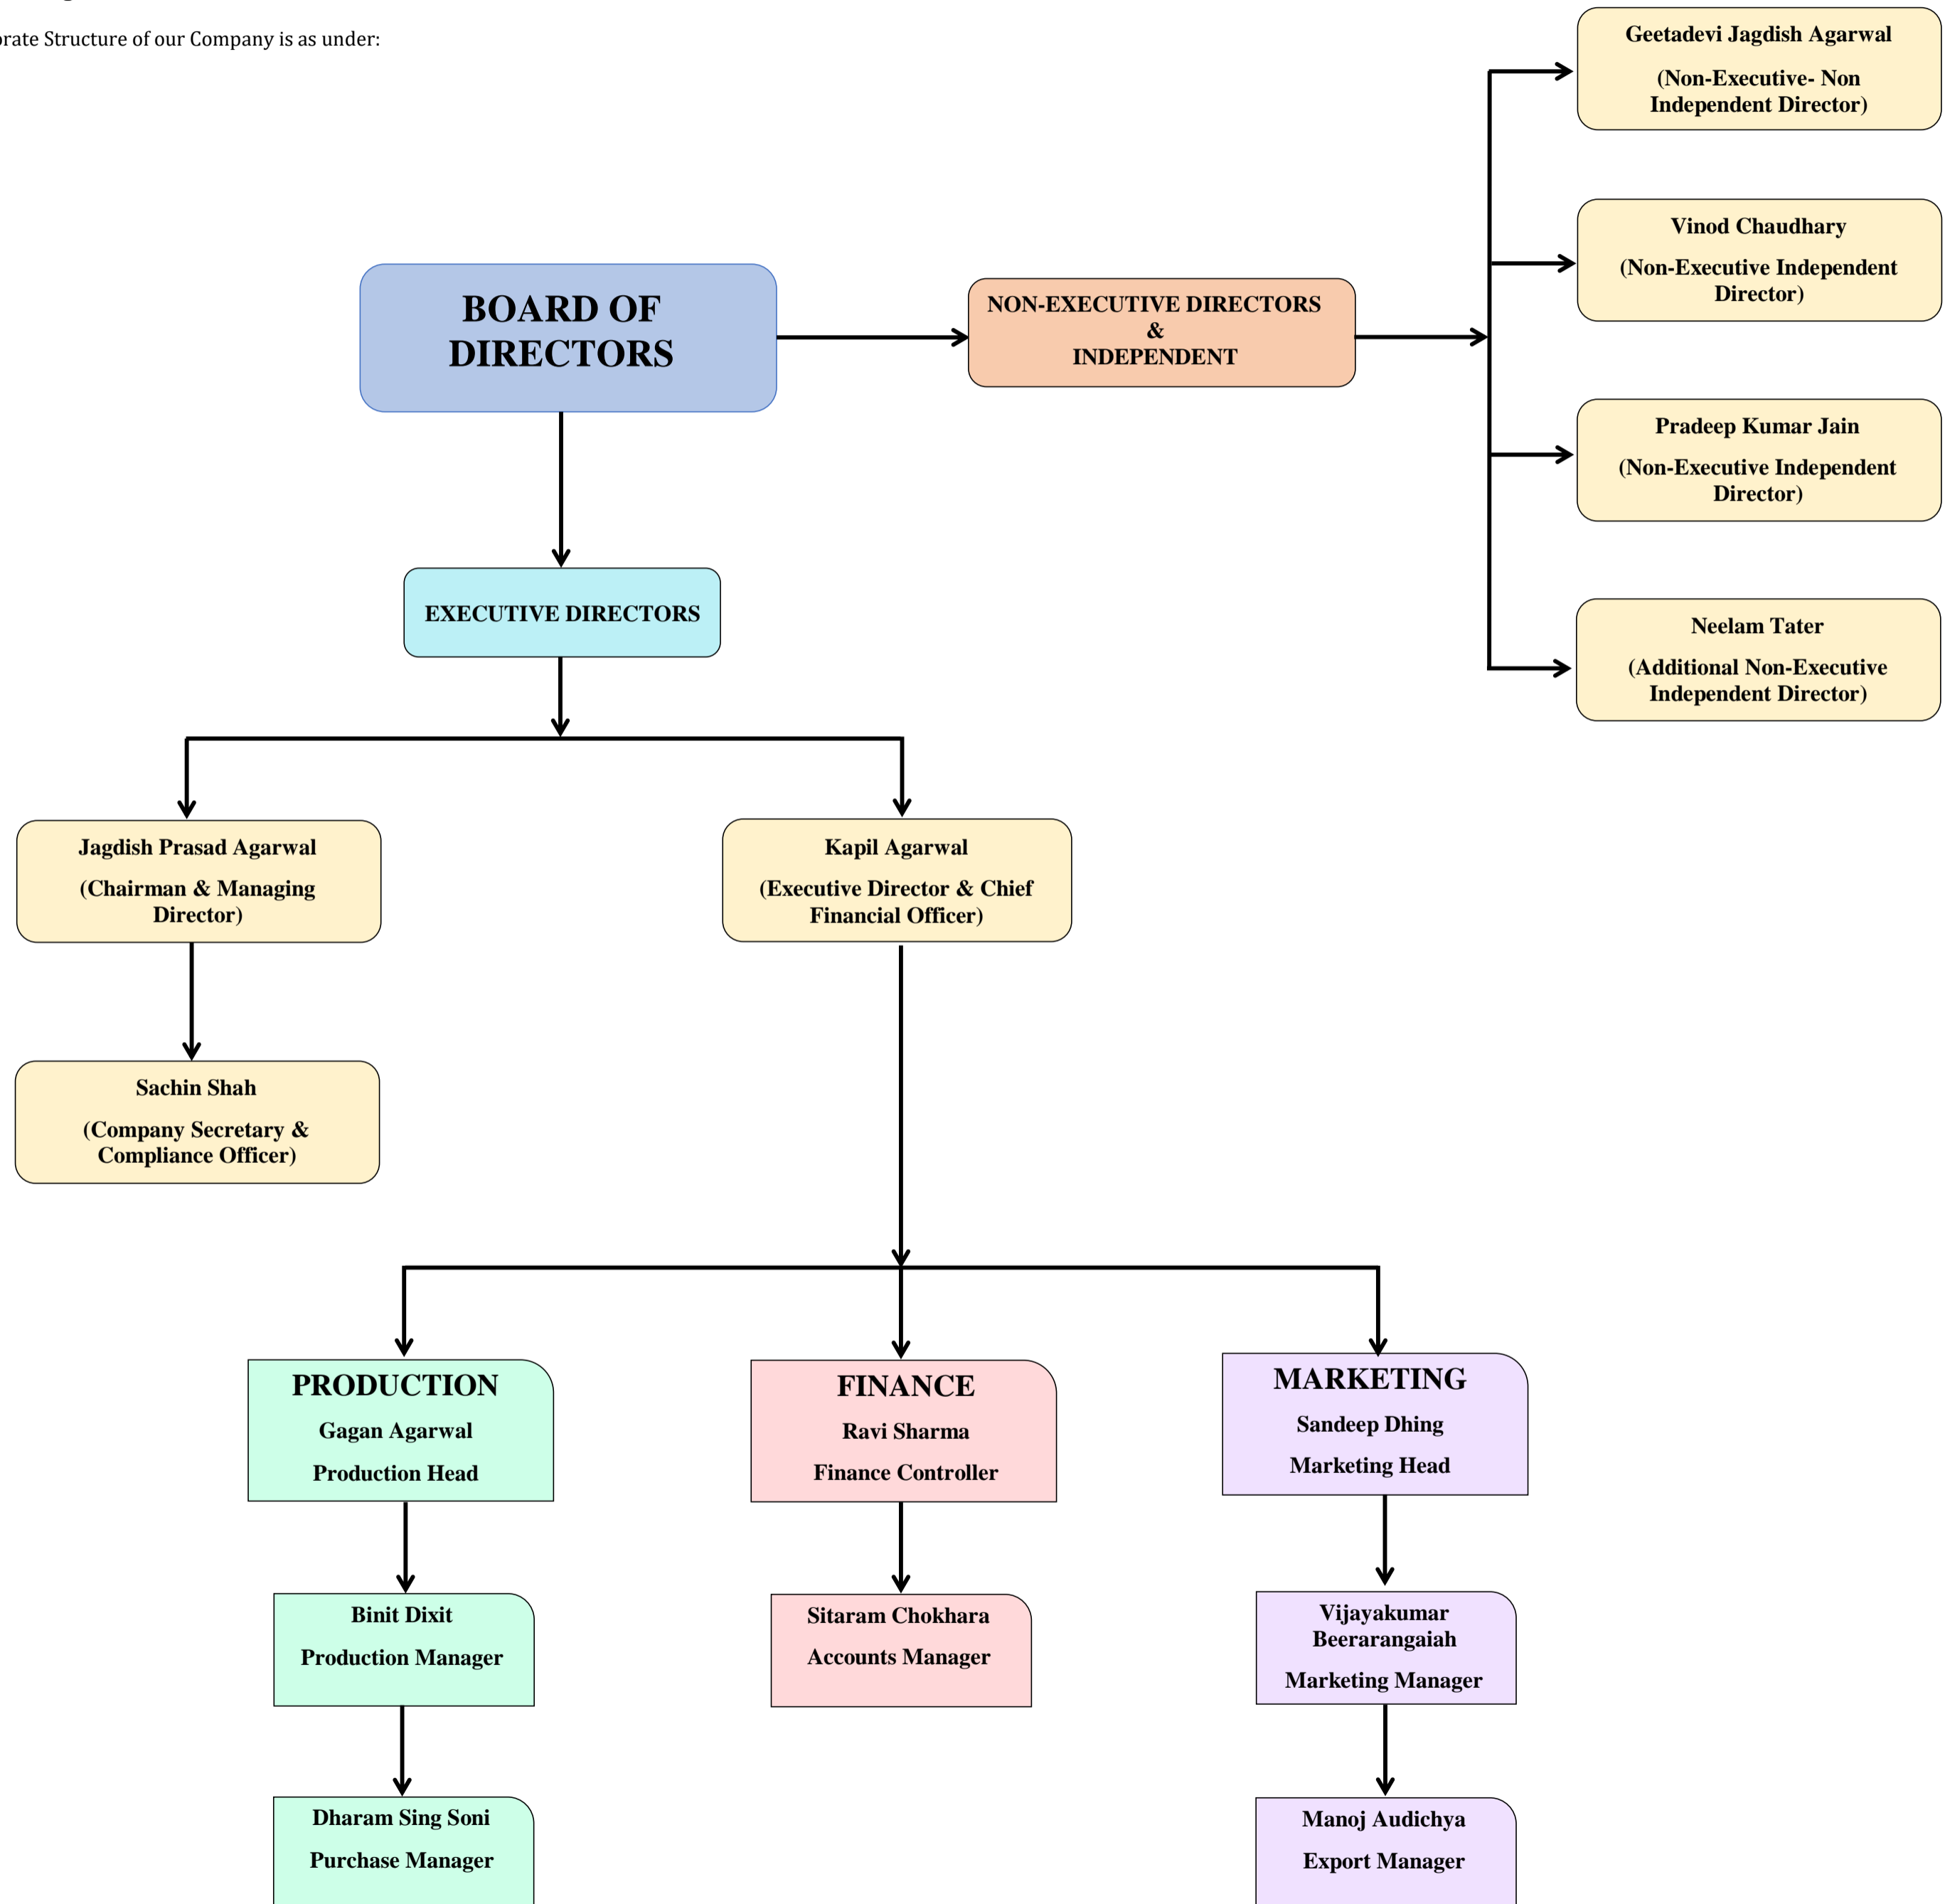 orate Structure of our Company is as under:
Geetadevi Jagdish Agarwal
(Non-Executive- Non
Independent Director)
Vinod Chaudhary
(Non-Executive Independent
Director)
BOARD OF
DIRECTORS
NON-EXECUTIVE DIRECTORS
&
INDEPENDENT
Pradeep Kumar Jain
(Non-Executive Independent
Director)
EXECUTIVE DIRECTORS
Neelam Tater
(Additional Non-Executive
Independent Director)
Jagdish Prasad Agarwal
(Chairman & Managing
Director)
Kapil Agarwal
(Executive Director & Chief
Financial Officer)
Sachin Shah
(Company Secretary &
Compliance Officer)
PRODUCTION
Gagan Agarwal
Production Head
FINANCE
Ravi Sharma
Finance Controller
MARKETING
Sandeep Dhing
Marketing Head
Binit Dixit
Production Manager
Sitaram Chokhara
Accounts Manager
Vijayakumar
Beerarangaiah
Marketing Manager
Dharam Sing Soni
Purchase Manager
Manoj Audichya
Export Manager